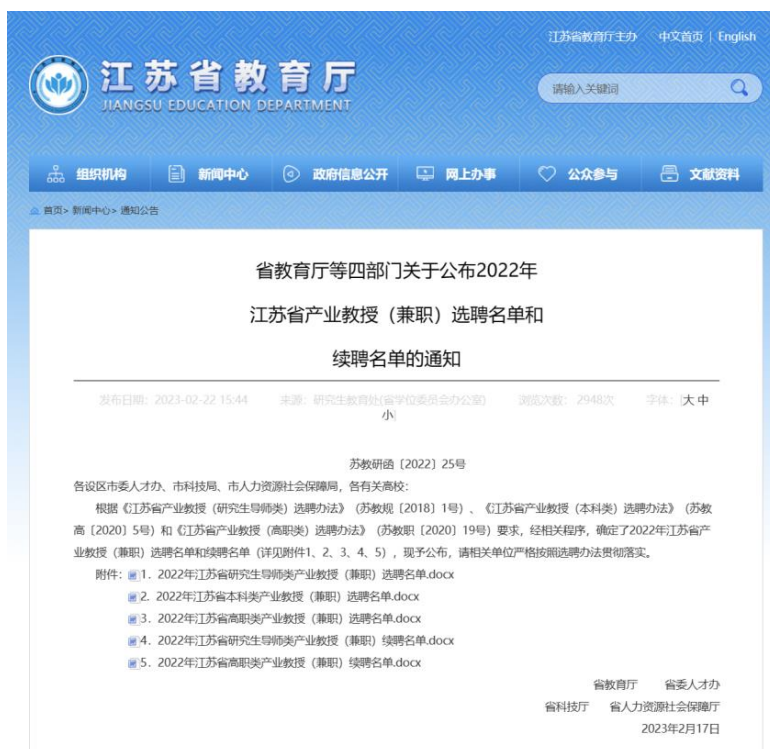 江苏省教育厅主办 中文首页 | English
江苏省教育厅
JIANGSU EDUCATION DEPARTMENT
请输入关键词
组织机构 新闻中心 政府信息公开 网上办事 公众参与 文献资料
首页> 新闻中心> 通知公告
省教育厅等四部门关于公布2022年
江苏省产业教授（兼职）选聘名单和
续聘名单的通知
发布日期：2023-02-22 15:44 来源：研究生教育处(省学位委员会办公室) 浏览次数：2948次 字体：[大 中
小]
苏教研函〔2022〕25号
各设区市委人才办、市科技局、市人力资源社会保障局，各有关高校：
根据《江苏省产业教授（研究生导师类）选聘办法》（苏教规〔2018〕1号）、《江苏省产业教授（本科类）选聘办法》（苏教
高〔2020〕5号）和《江苏省产业教授（高职类）选聘办法》（苏教职〔2020〕19号）要求，经相关程序，确定了2022年江苏省产
业教授（兼职）选聘名单和续聘名单（详见附件1、2、3、4、5），现予公布，请相关单位严格按照选聘办法贯彻落实。
附件：1．2022年江苏省研究生导师类产业教授（兼职）选聘名单.docx
2．2022年江苏省本科类产业教授（兼职）选聘名单.docx
3．2022年江苏省高职类产业教授（兼职）选聘名单.docx
4．2022年江苏省研究生导师类产业教授（兼职）续聘名单.docx
5．2022年江苏省高职类产业教授（兼职）续聘名单.docx
省教育厅 省委人才办
省科技厅 省人力资源社会保障厅
2023年2月17日